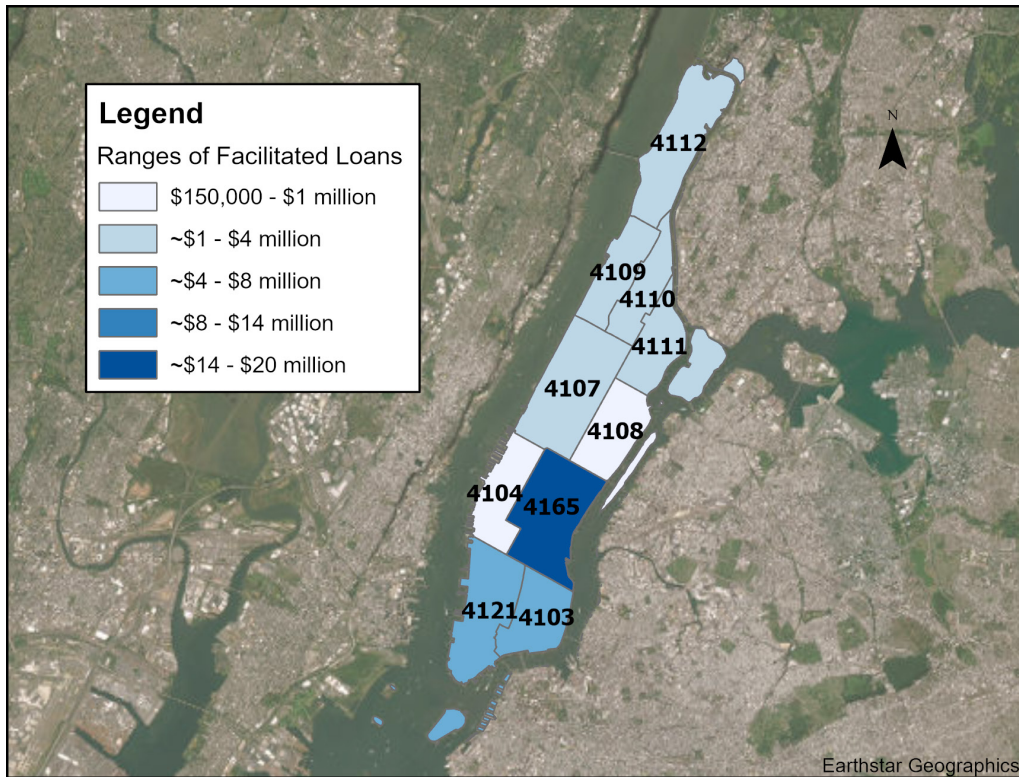 Legend
Ranges of Facilitated Loans
$150,000 - $1 million
~$1 - $4 million
~$4 - $8 million
~$8 - $14 million
~$14 - $20 million
N
4112
4109
4110
4111
4107
4108
4104
4165
4121
4103
Earthstar Geographics